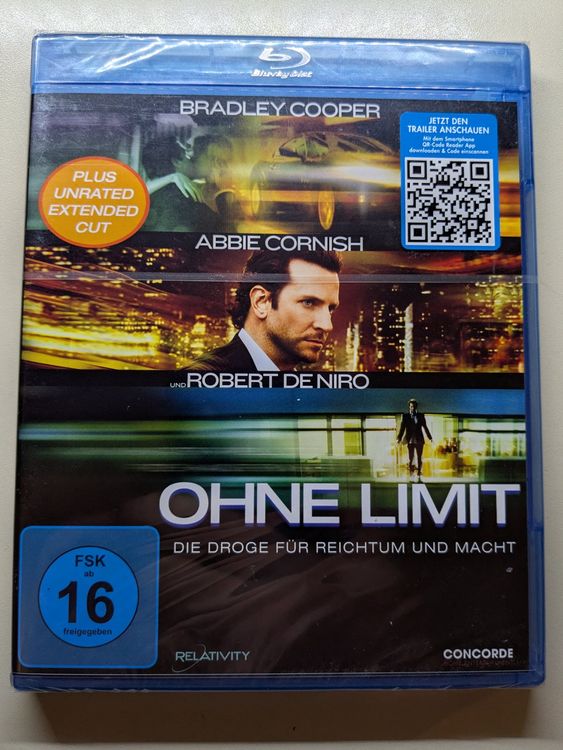 Blu-ray Disc
BRADLEY COOPER
JETZT DEN
TRAILER ANSCHAUEN
Mit dem Smartphone
QR-Code Reader App
downloaden & Code einscannen
PLUS
UNRATED
EXTENDED
CUT
ABBIE CORNISH
UND ROBERT DE NIRO
OHNE LIMIT
DIE DROGE FÜR REICHTUM UND MACHT
FSK
ab
16
freigegeben
RELATIVITY
CONCORDE
HOME ENTERTAINMENT